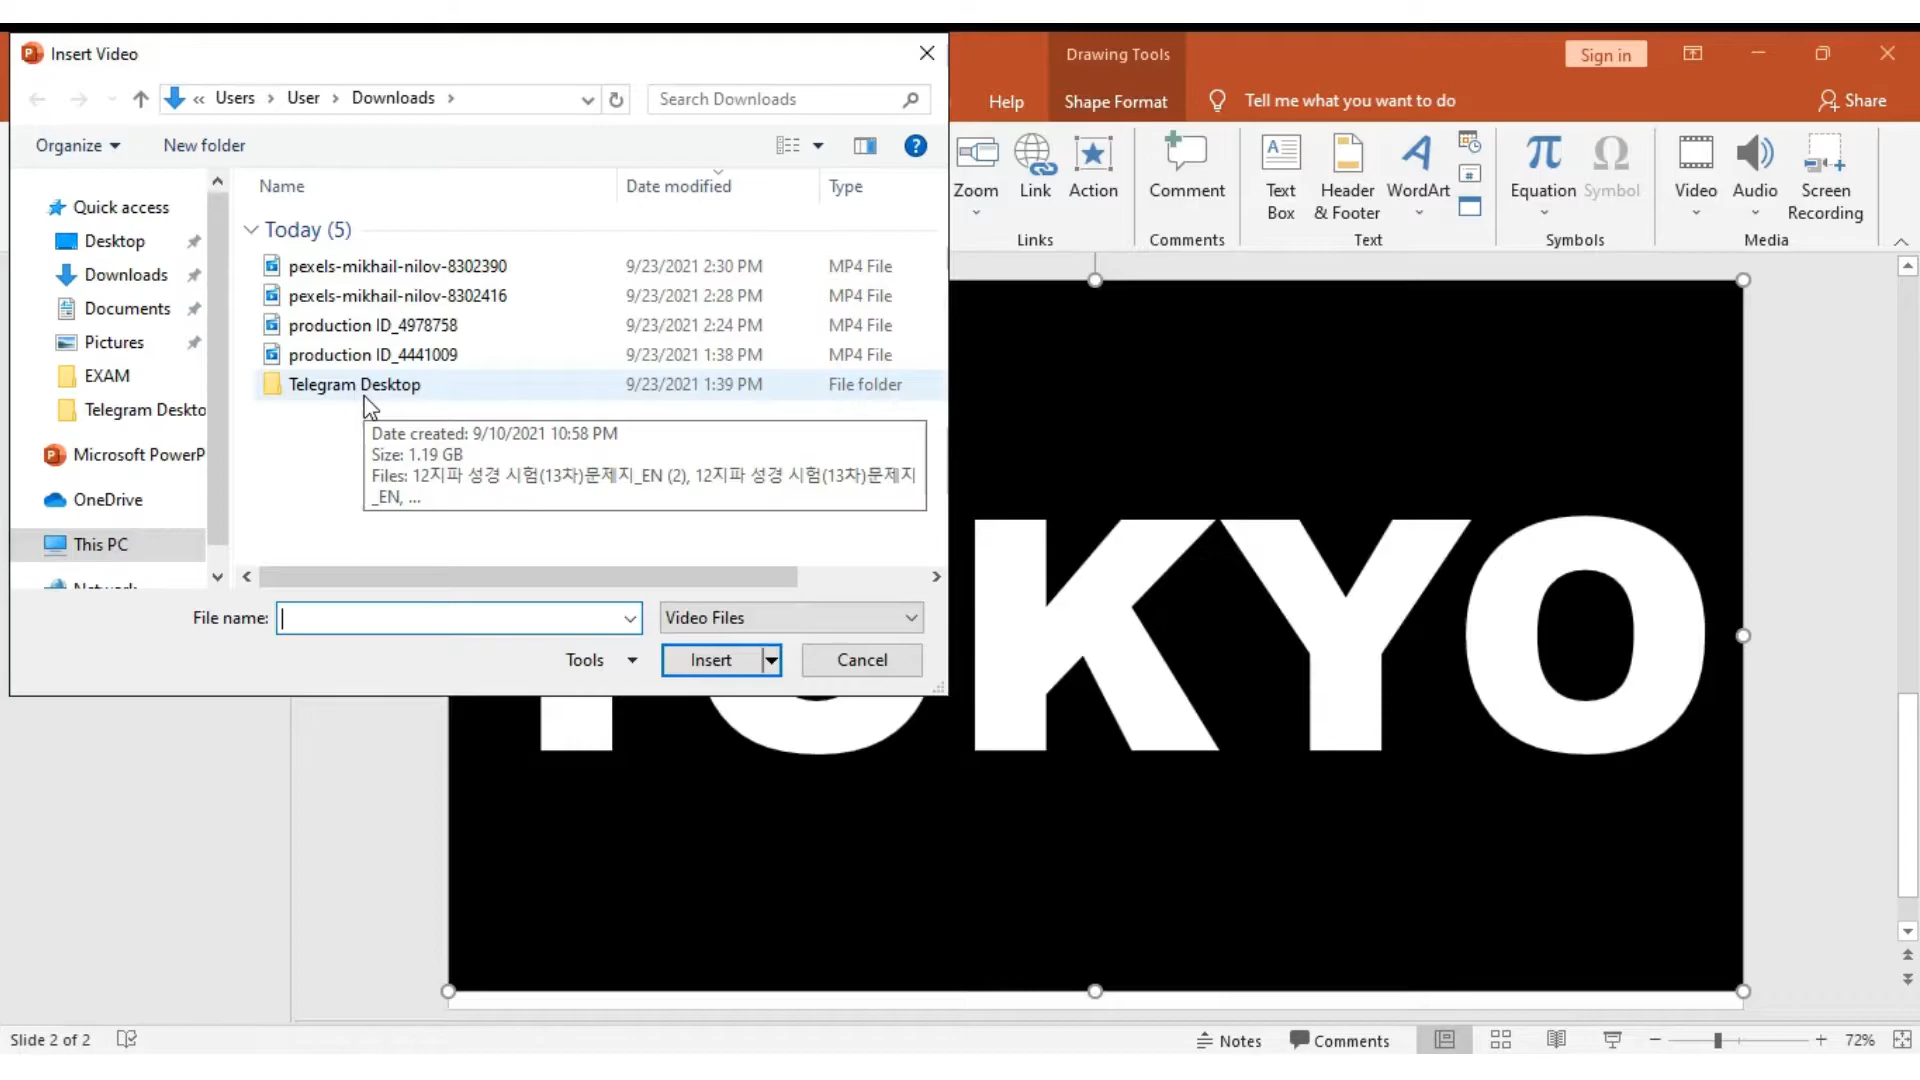 Insert Video
Drawing Tools
Sign in
« Users > User > Downloads >
Search Downloads
Help
Shape Format
Tell me what you want to do
Share
Organize
New folder
Zoom
Link
Action
Comment
Text
Box
Header
& Footer
WordArt
Equation
Symbol
Video
Audio
Screen
Recording
Links
Comments
Text
Symbols
Media
Name
Date modified
Type
Quick access
Desktop
Downloads
Documents
Pictures
EXAM
Telegram Deskto
Microsoft PowerP
OneDrive
This PC
Today (5)
pexels-mikhail-nilov-8302390 9/23/2021 2:30 PM MP4 File
pexels-mikhail-nilov-8302416 9/23/2021 2:28 PM MP4 File
production ID_4978758 9/23/2021 2:24 PM MP4 File
production ID_4441009 9/23/2021 1:38 PM MP4 File
Telegram Desktop 9/23/2021 1:39 PM File folder
Date created: 9/10/2021 10:58 PM
Size: 1.19 GB
Files: 12지파 성경 시험(13차)문제지_EN (2), 12지파 성경 시험(13차)문제지
_EN, ...
File name:
Video Files
Tools
Insert
Cancel
TOKYO
Slide 2 of 2
Notes
Comments
72%